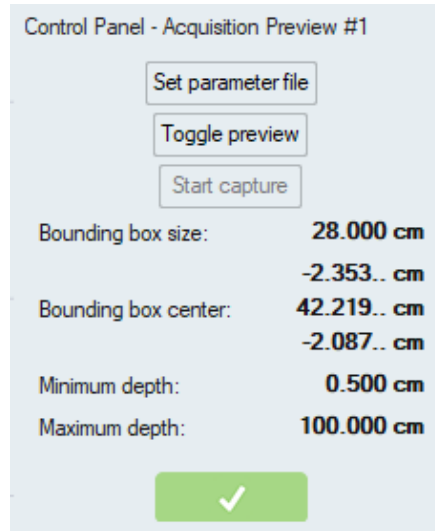 Control Panel - Acquisition Preview #1
Set parameter file
Toggle preview
Start capture
Bounding box size: 28.000 cm
-2.353.. cm
Bounding box center: 42.219.. cm
-2.087.. cm
Minimum depth: 0.500 cm
Maximum depth: 100.000 cm